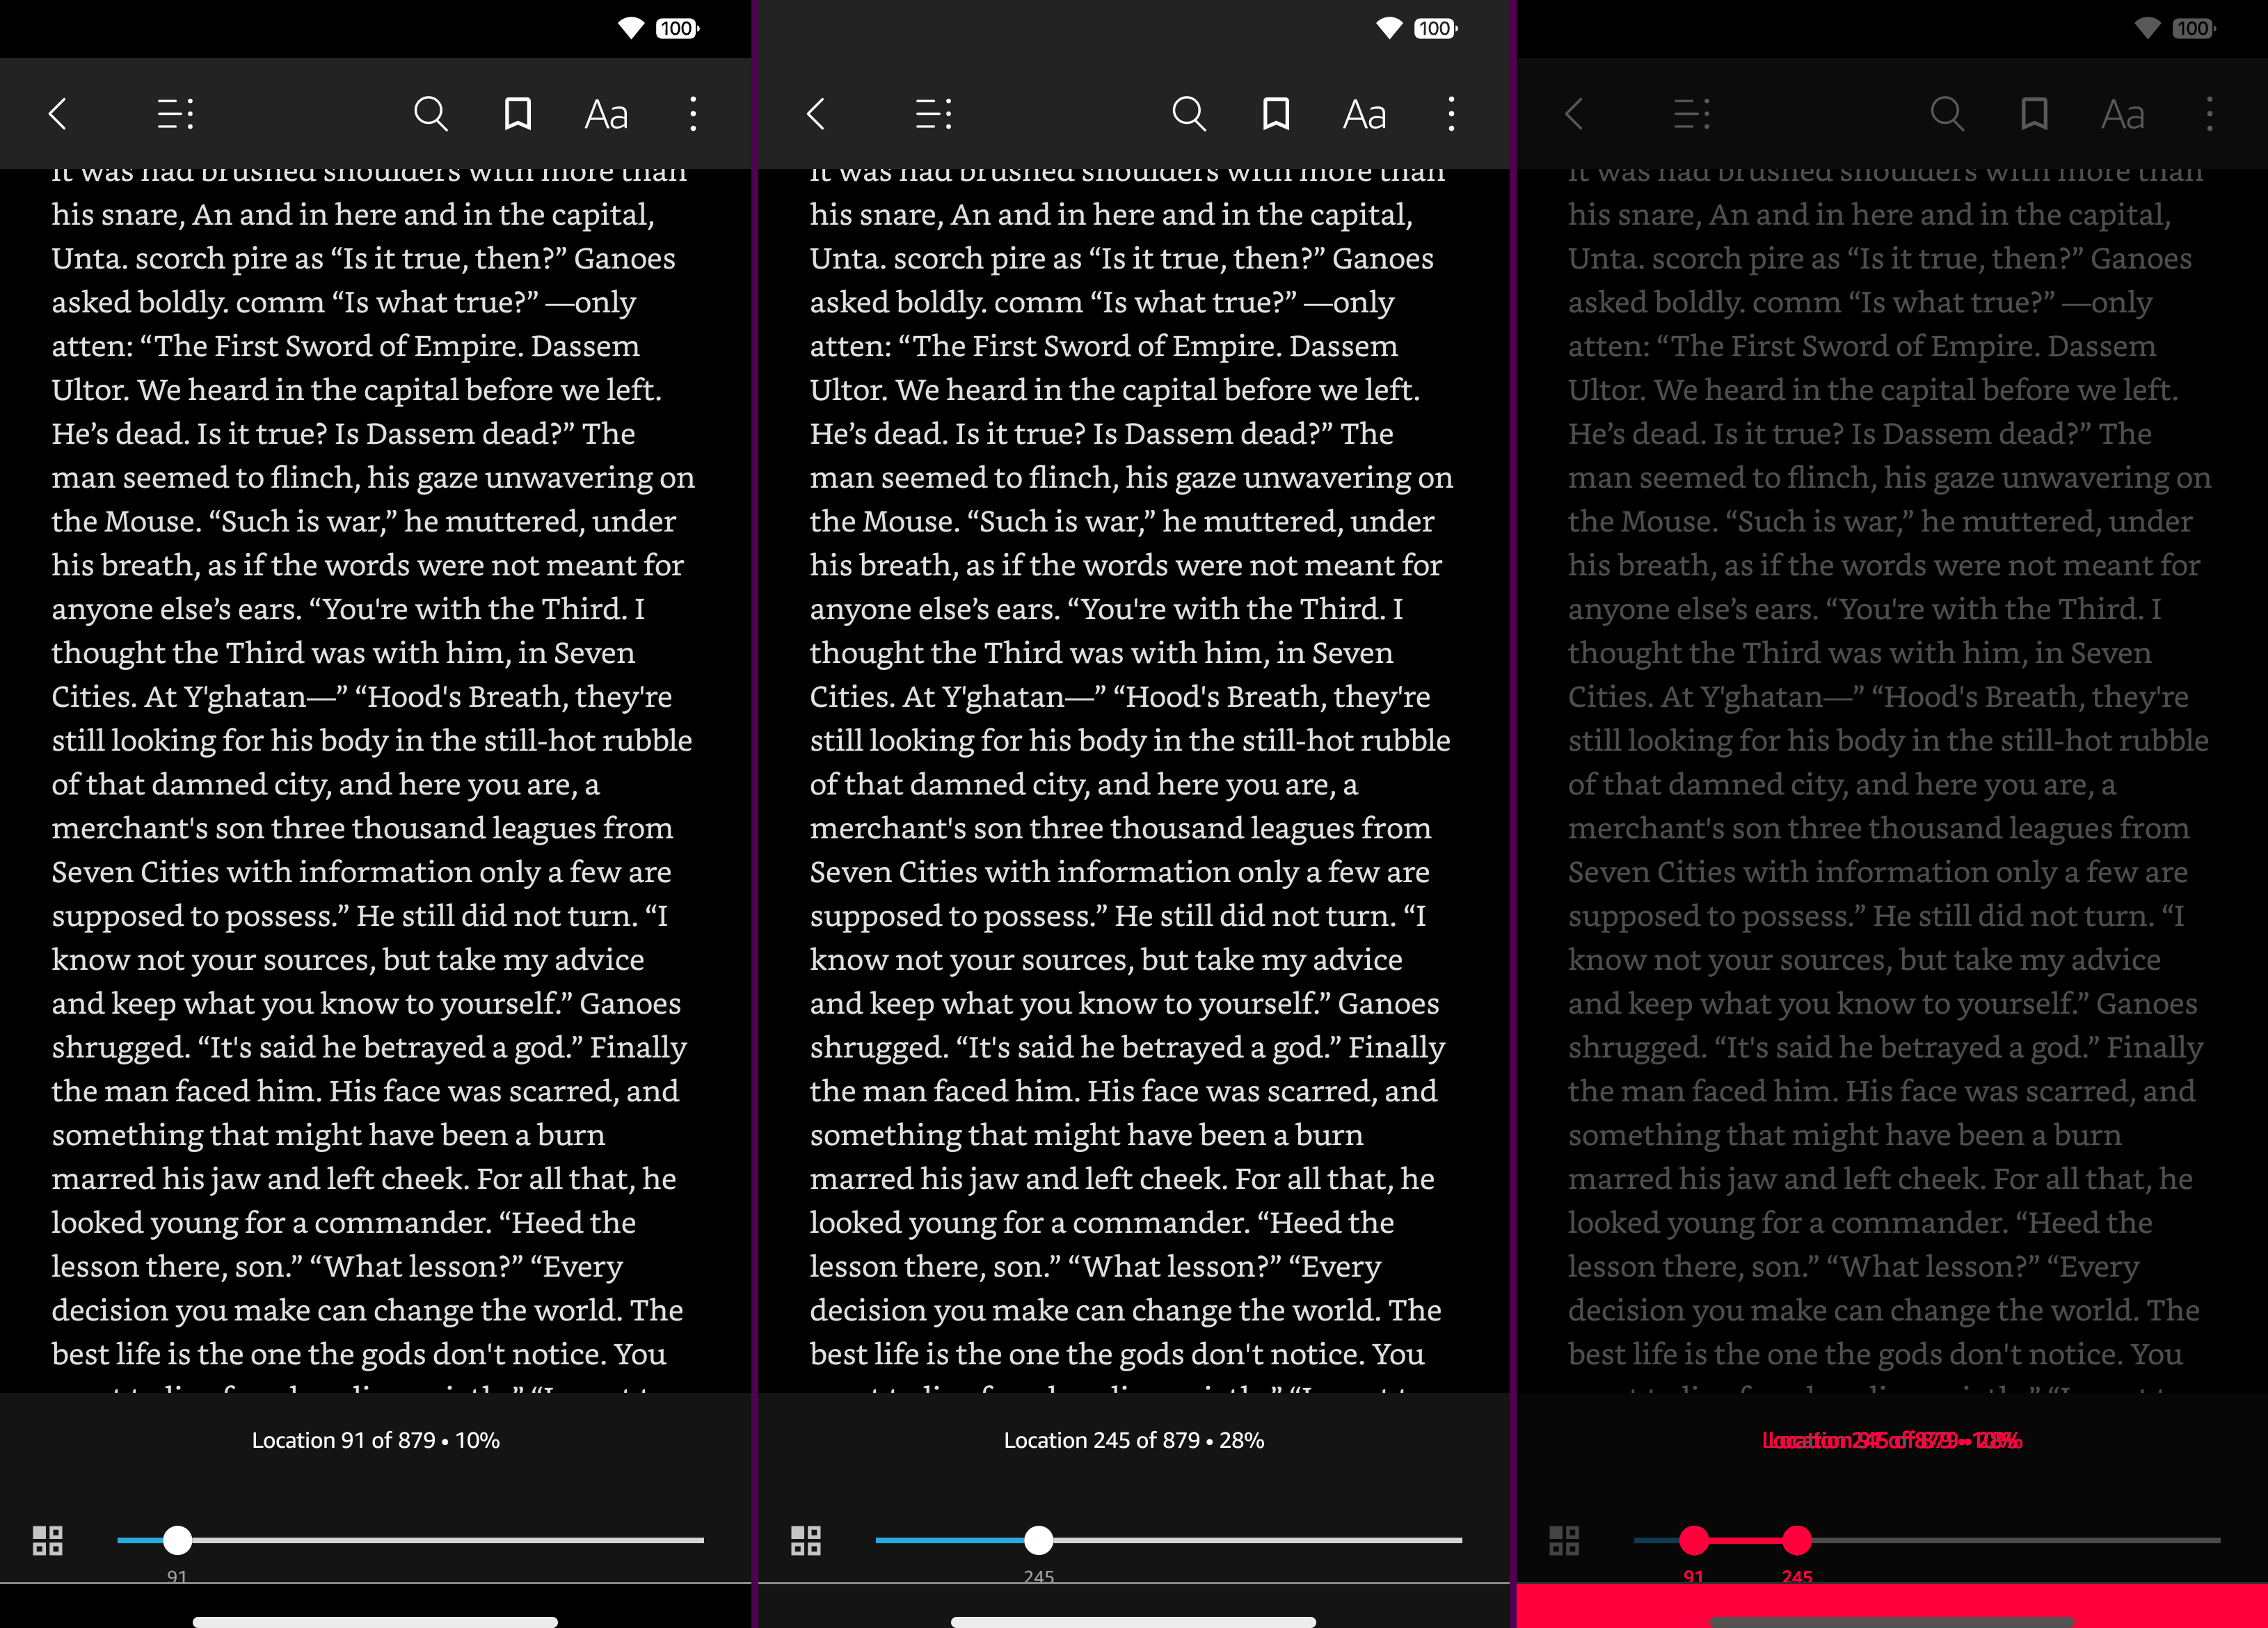 100
Aa
it was had brushed shoulders with more than
his snare, An and in here and in the capital,
Unta. scorch pire as “Is it true, then?” Ganoes
asked boldly. comm “Is what true?” —only
atten: “The First Sword of Empire. Dassem
Ultor. We heard in the capital before we left.
He’s dead. Is it true? Is Dassem dead?” The
man seemed to flinch, his gaze unwavering on
the Mouse. “Such is war,” he muttered, under
his breath, as if the words were not meant for
anyone else’s ears. “You're with the Third. I
thought the Third was with him, in Seven
Cities. At Y'ghatan—” “Hood's Breath, they're
still looking for his body in the still-hot rubble
of that damned city, and here you are, a
merchant's son three thousand leagues from
Seven Cities with information only a few are
supposed to possess.” He still did not turn. “I
know not your sources, but take my advice
and keep what you know to yourself.” Ganoes
shrugged. “It's said he betrayed a god.” Finally
the man faced him. His face was scarred, and
something that might have been a burn
marred his jaw and left cheek. For all that, he
looked young for a commander. “Heed the
lesson there, son.” “What lesson?” “Every
decision you make can change the world. The
best life is the one the gods don't notice. You
Location 91 of 879 • 10%
91
100
Aa
it was had brushed shoulders with more than
his snare, An and in here and in the capital,
Unta. scorch pire as “Is it true, then?” Ganoes
asked boldly. comm “Is what true?” —only
atten: “The First Sword of Empire. Dassem
Ultor. We heard in the capital before we left.
He’s dead. Is it true? Is Dassem dead?” The
man seemed to flinch, his gaze unwavering on
the Mouse. “Such is war,” he muttered, under
his breath, as if the words were not meant for
anyone else’s ears. “You're with the Third. I
thought the Third was with him, in Seven
Cities. At Y'ghatan—” “Hood's Breath, they're
still looking for his body in the still-hot rubble
of that damned city, and here you are, a
merchant's son three thousand leagues from
Seven Cities with information only a few are
supposed to possess.” He still did not turn. “I
know not your sources, but take my advice
and keep what you know to yourself.” Ganoes
shrugged. “It's said he betrayed a god.” Finally
the man faced him. His face was scarred, and
something that might have been a burn
marred his jaw and left cheek. For all that, he
looked young for a commander. “Heed the
lesson there, son.” “What lesson?” “Every
decision you make can change the world. The
best life is the one the gods don't notice. You
Location 245 of 879 • 28%
245
100
Aa
it was had brushed shoulders with more than
his snare, An and in here and in the capital,
Unta. scorch pire as “Is it true, then?” Ganoes
asked boldly. comm “Is what true?” —only
atten: “The First Sword of Empire. Dassem
Ultor. We heard in the capital before we left.
He’s dead. Is it true? Is Dassem dead?” The
man seemed to flinch, his gaze unwavering on
the Mouse. “Such is war,” he muttered, under
his breath, as if the words were not meant for
anyone else’s ears. “You're with the Third. I
thought the Third was with him, in Seven
Cities. At Y'ghatan—” “Hood's Breath, they're
still looking for his body in the still-hot rubble
of that damned city, and here you are, a
merchant's son three thousand leagues from
Seven Cities with information only a few are
supposed to possess.” He still did not turn. “I
know not your sources, but take my advice
and keep what you know to yourself.” Ganoes
shrugged. “It's said he betrayed a god.” Finally
the man faced him. His face was scarred, and
something that might have been a burn
marred his jaw and left cheek. For all that, he
looked young for a commander. “Heed the
lesson there, son.” “What lesson?” “Every
decision you make can change the world. The
best life is the one the gods don't notice. You
91 245